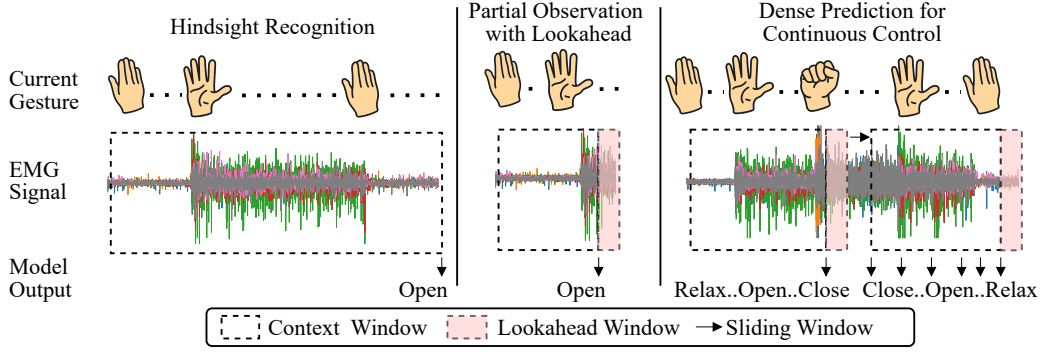 Hindsight Recognition
Partial Observation
with Lookahead
Dense Prediction for
Continuous Control
Current
Gesture
EMG
Signal
Model
Output
Open
Open
Relax..Open..Close
Close..Open..Relax
Context Window
Lookahead Window
Sliding Window